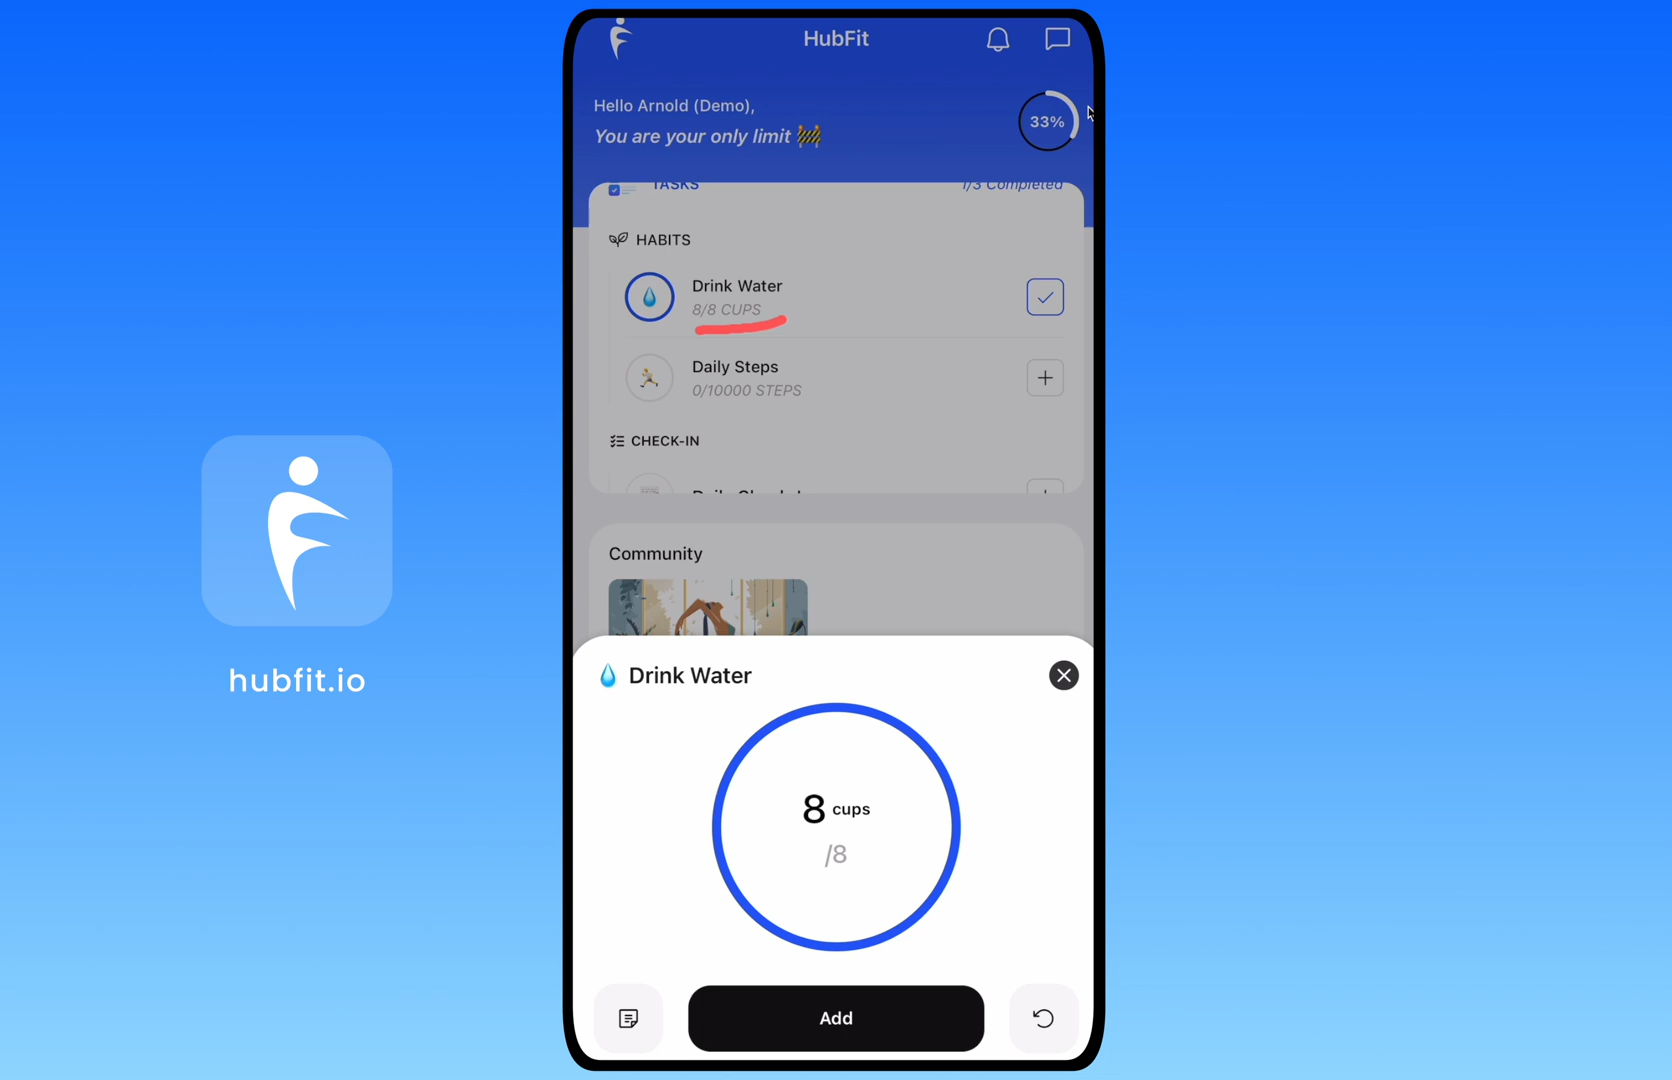 HubFit
Hello Arnold (Demo),
33%
You are your only limit 🚧
TASKS
1/3 Completed
HABITS
Drink Water
8/8 CUPS
Daily Steps
0/10000 STEPS
CHECK-IN
Community
hubfit.io
Drink Water
8 cups
/8
Add